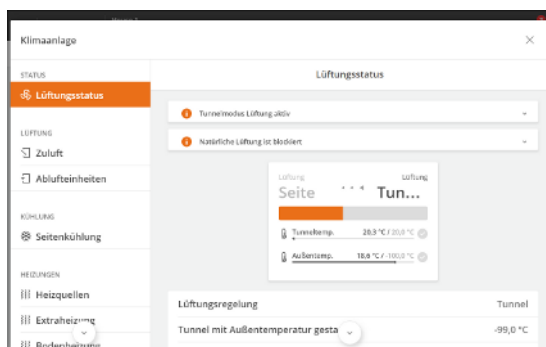 Klimaanlage
STATUS
Lüftungsstatus
LÜFTUNG
Zuluft
Ablufteinheiten
KÜHLUNG
Seitenkühlung
HEIZUNGEN
Heizquellen
Extraheizung
Bodenheizung
Lüftungsstatus
Tunnelmodus Lüftung aktiv
Natürliche Lüftung ist blockiert
Lüftung Lüftung
Seite Tun...
Tunneltemp. 20,3 °C / 20,0 °C
Außentemp. 18,6 °C / -100,0 °C
Lüftungsregelung Tunnel
Tunnel mit Außentemperatur gesta -99,0 °C